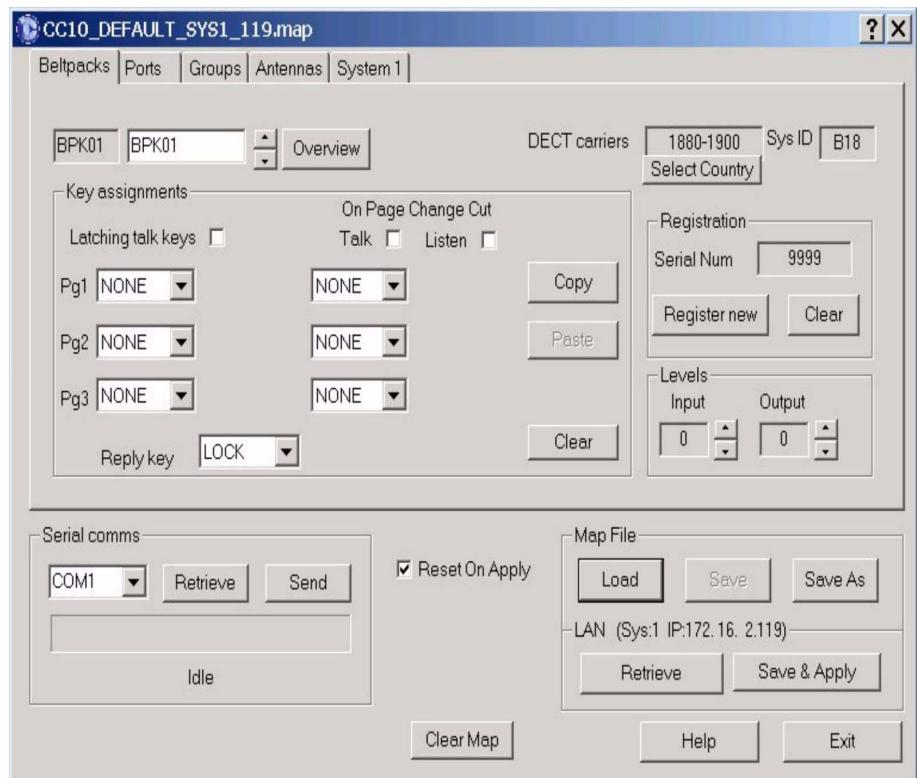 CC10_DEFAULT_SYS1_119.map ? X
Beltpacks Ports Groups Antennas System 1
BPK01 BPK01 Overview DECT carriers 1880-1900 Sys ID B18
Select Country
Key assignments
On Page Change Cut
Latching talk keys Talk Listen
Pg1 NONE NONE Copy
Pg2 NONE NONE Paste
Pg3 NONE NONE
Reply key LOCK Clear
Registration
Serial Num 9999
Register new Clear
Levels
Input Output
0 0
Serial comms
COM1 Retrieve Send
Idle
Reset On Apply
Map File
Load Save Save As
LAN (Sys:1 IP:172. 16. 2.119)
Retrieve Save & Apply
Clear Map Help Exit